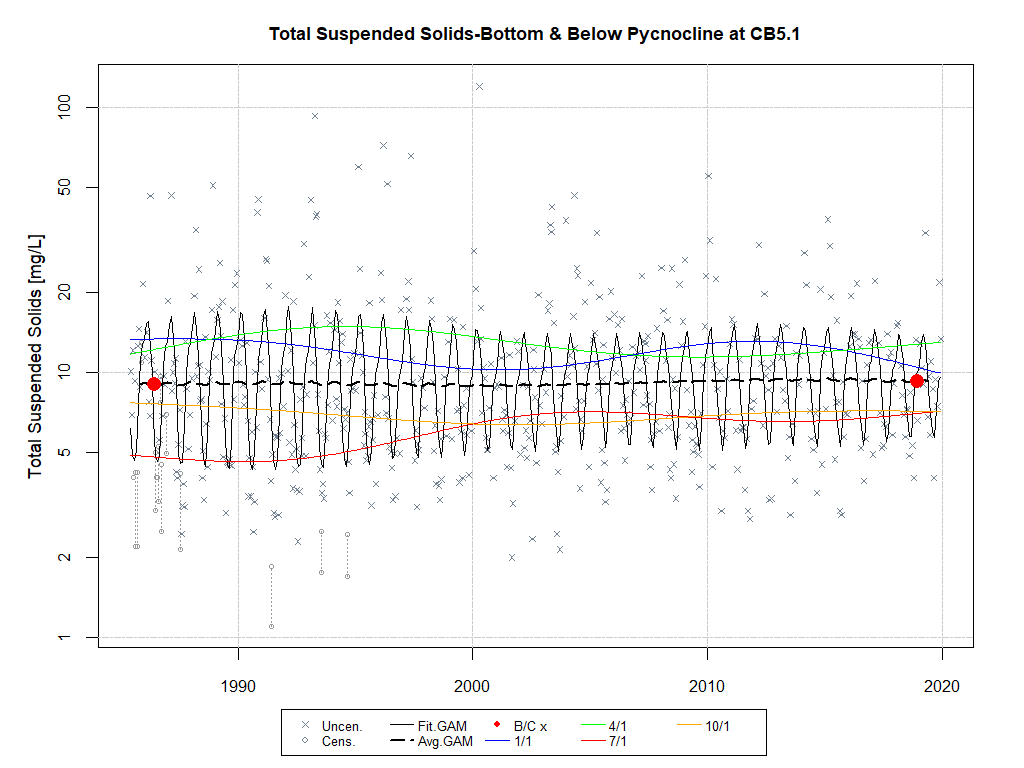 Total Suspended Solids-Bottom & Below Pycnocline at CB5.1
Total Suspended Solids [mg/L]
100
50
20
10
5
2
1
1990 2000 2010 2020
Uncen. Fit.GAM B/C x 4/1 10/1
Cens. Avg.GAM 1/1 7/1